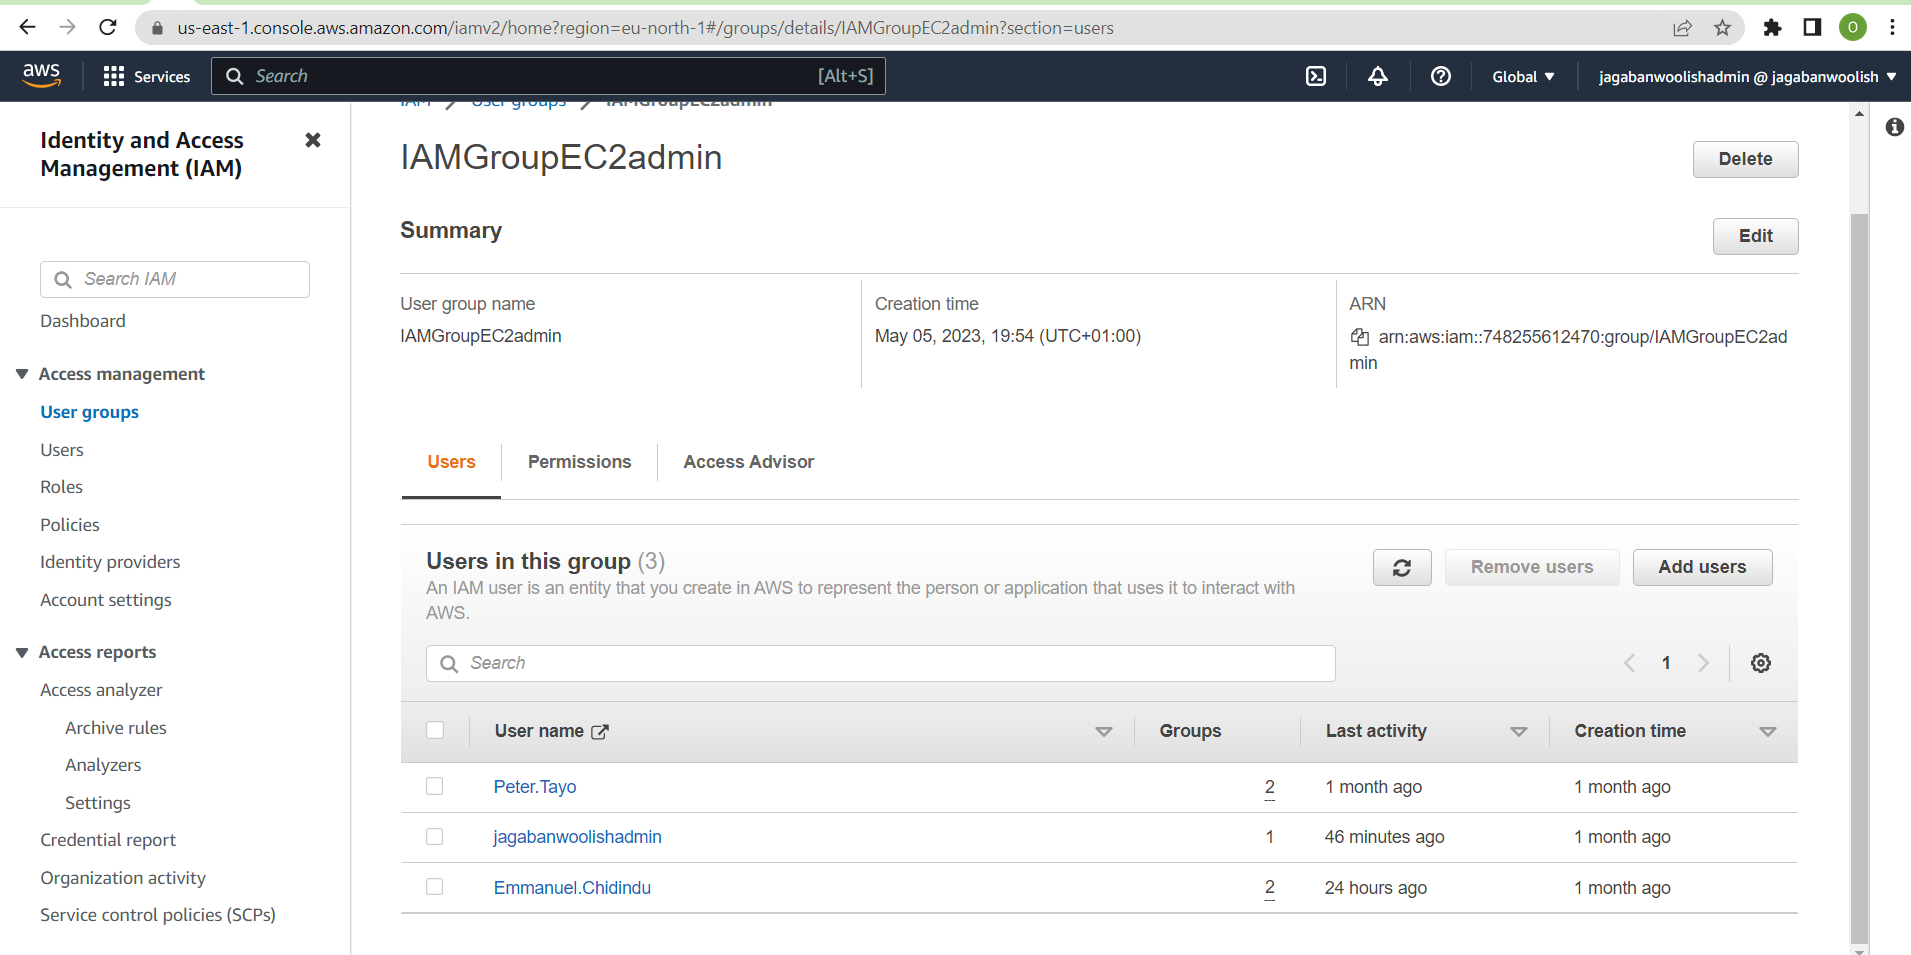 us-east-1.console.aws.amazon.com/iamv2/home?region=eu-north-1#/groups/details/IAMGroupEC2admin?section=users
O
aws
Services
Search
[Alt+S]
Global
jagabanwoolishadmin @ jagabanwoolish
IAM
User groups
IAMGroupEC2admin
Identity and Access
Management (IAM)
Search IAM
Dashboard
Access management
User groups
Users
Roles
Policies
Identity providers
Account settings
Access reports
Access analyzer
Archive rules
Analyzers
Settings
Credential report
Organization activity
Service control policies (SCPs)
IAMGroupEC2admin
Delete
Summary
Edit
User group name
IAMGroupEC2admin
Creation time
May 05, 2023, 19:54 (UTC+01:00)
ARN
arn:aws:iam::748255612470:group/IAMGroupEC2ad
min
Users
Permissions
Access Advisor
Users in this group (3)
An IAM user is an entity that you create in AWS to represent the person or application that uses it to interact with
AWS.
Remove users
Add users
Search
1
User name
Groups
Last activity
Creation time
Peter.Tayo 2 1 month ago 1 month ago
jagabanwoolishadmin 1 46 minutes ago 1 month ago
Emmanuel.Chidindu 2 24 hours ago 1 month ago